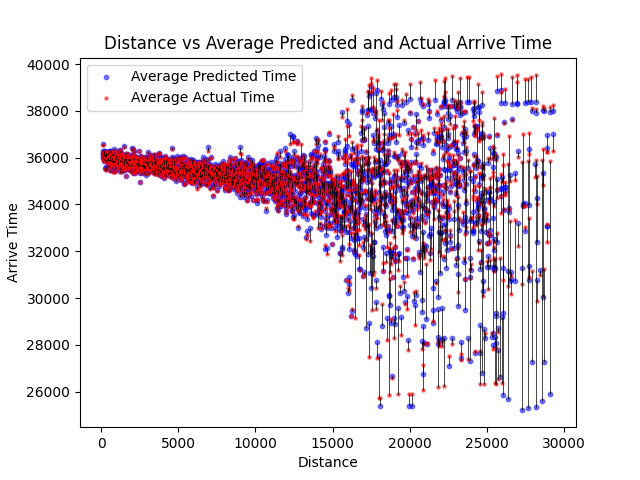 Distance vs Average Predicted and Actual Arrive Time
Average Predicted Time
Average Actual Time
40000
38000
36000
34000
32000
30000
28000
26000
Arrive Time
0 5000 10000 15000 20000 25000 30000
Distance